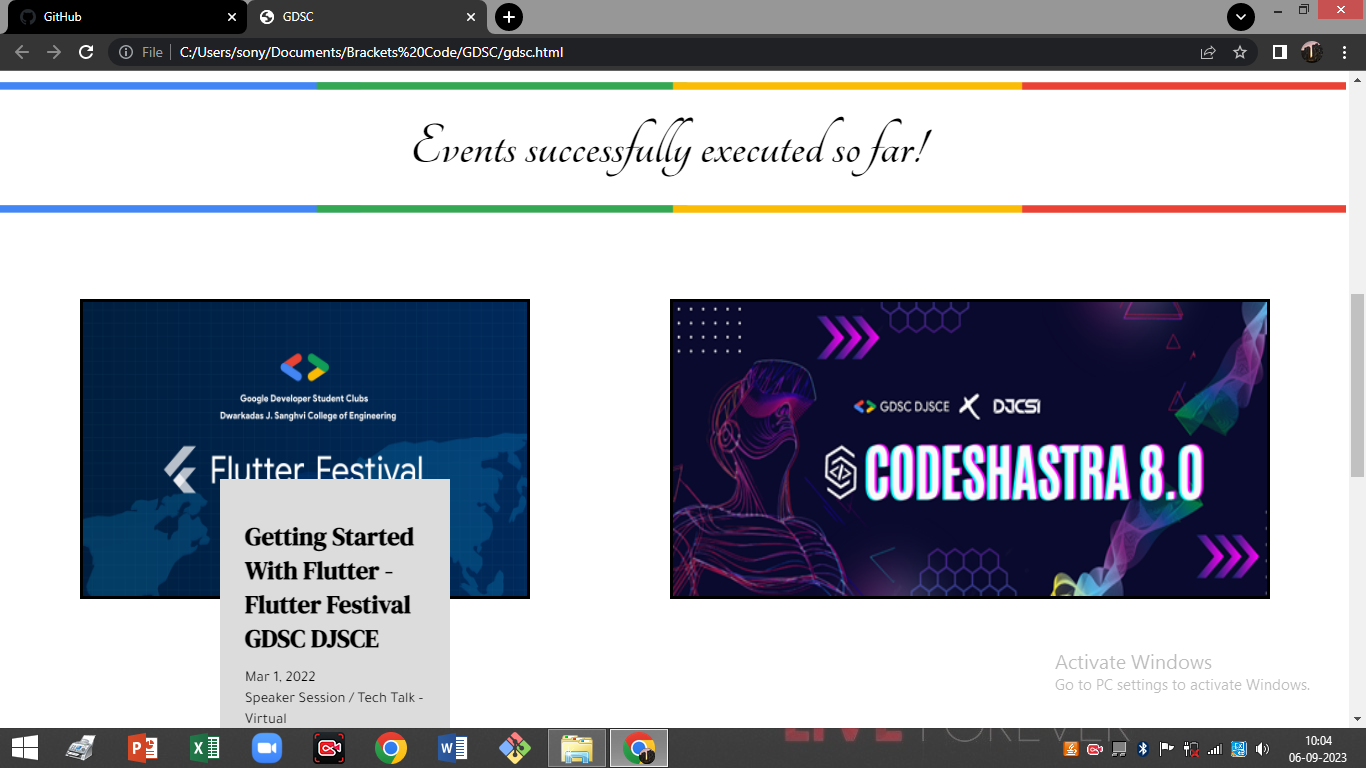 GitHub
GDSC
File
C:/Users/sony/Documents/Brackets%20Code/GDSC/gdsc.html
Events successfully executed so far!
Google Developer Student Clubs
Dwarkadas J. Sanghvi College of Engineering
Flutter Festival
GDSC DJSCE X DJCSI
CODESHASTRA 8.0
Getting Started
With Flutter -
Flutter Festival
GDSC DJSCE
Mar 1, 2022
Speaker Session / Tech Talk -
Virtual
Activate Windows
Go to PC settings to activate Windows.
LIVE FOREVER
10:04
06-09-2023